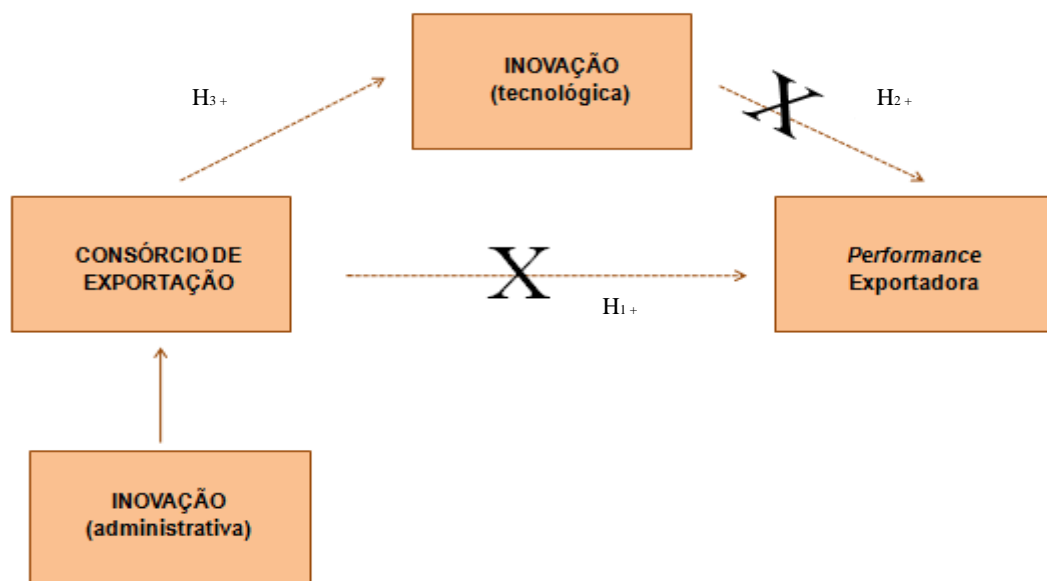 INOVAÇÃO
(tecnológica)
H3 +
X
H2 +
CONSÓRCIO DE
EXPORTAÇÃO
X
H1 +
Performance
Exportadora
INOVAÇÃO
(administrativa)